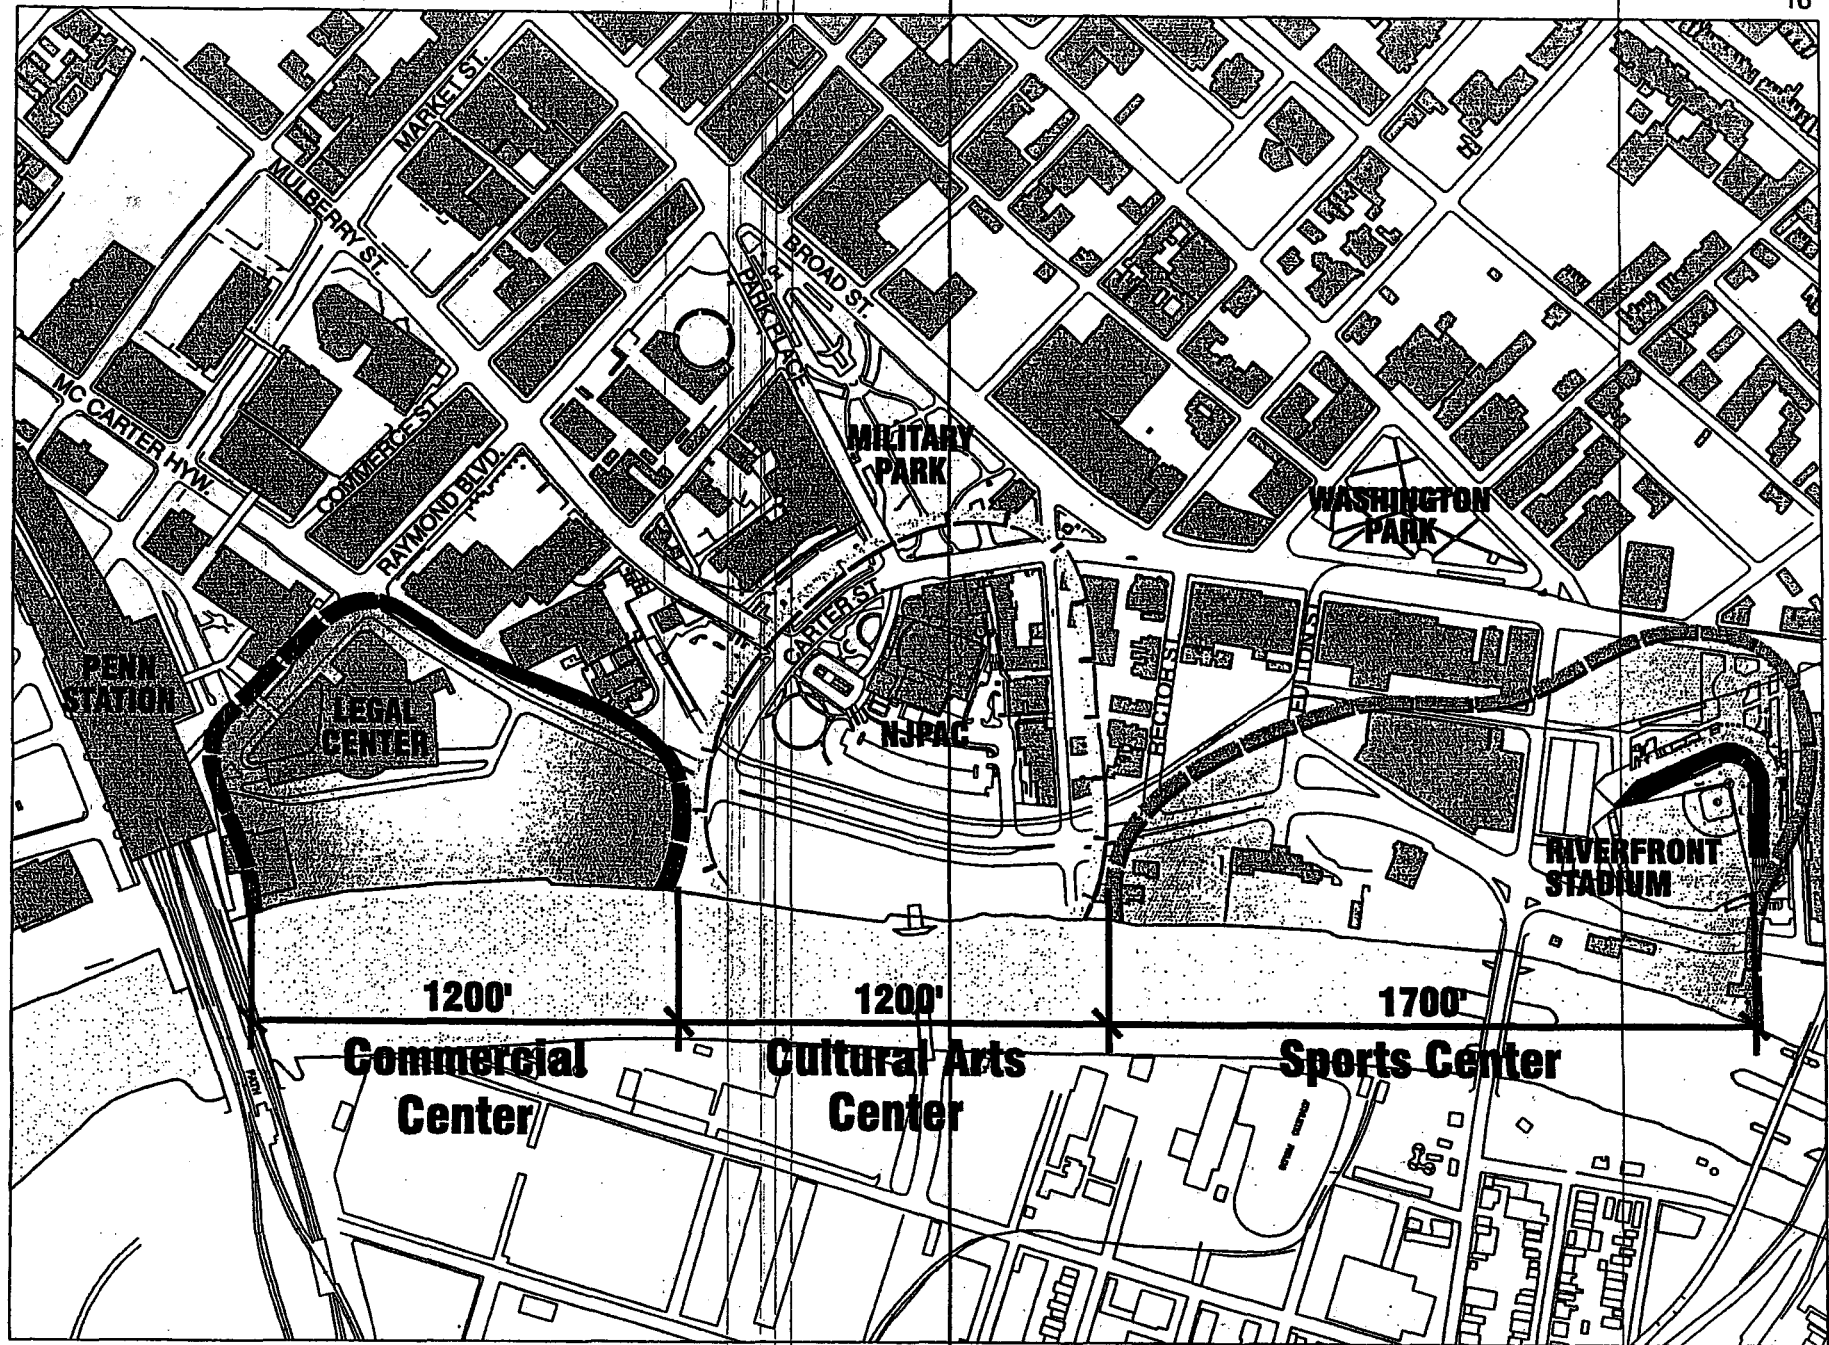 16
MARKET ST.
MULBERRY ST.
BROAD ST.
PARK PLACE
MC CARTER HYW.
COMMERCE ST.
RAYMOND BLVD.
MILITARY
PARK
WASHINGTON
PARK
CARTER ST.
RECTOR ST.
PENN
STATION
LEGAL
CENTER
NJPAC
RIVERFRONT
STADIUM
1200'
1200'
1700'
Commercial
Center
Cultural Arts
Center
Sports Center